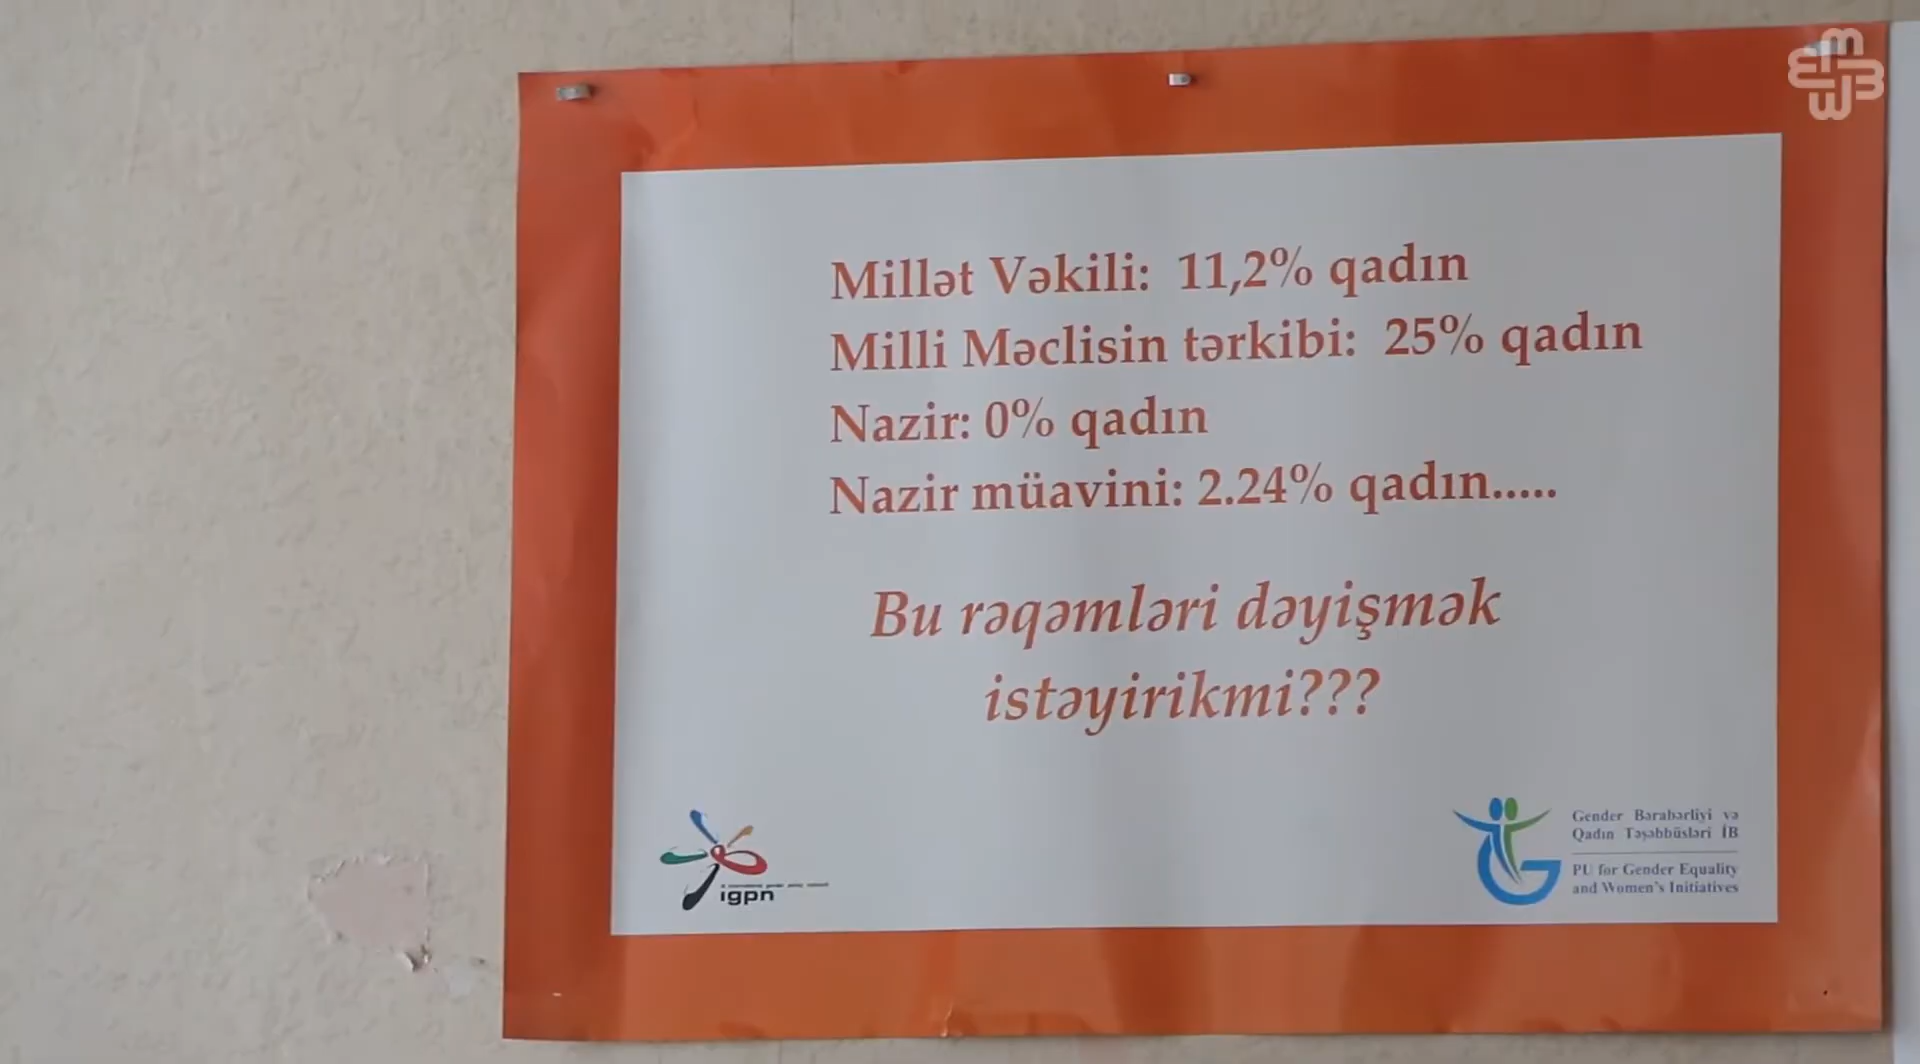 Millət Vəkili: 11,2% qadın
Milli Məclisin tərkibi: 25% qadın
Nazir: 0% qadın
Nazir müavini: 2.24% qadın.....
Bu rəqəmləri dəyişmək
istəyirikmi???
igpn
Gender Bərabərliyi və
Qadın Təşəbbüsləri İB
PU for Gender Equality
and Women's Initiatives